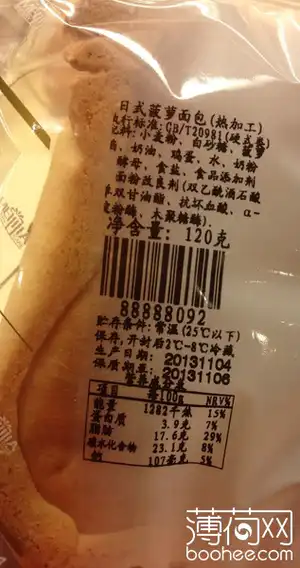 日式菠萝面包(热加工)
执行标准:GB/T20981(硬式类)
配料:小麦粉、白砂糖、菠萝
、奶油、鸡蛋、水、奶粉
酵母、食盐、食品添加剂
面粉改良剂(双乙酰酒石酸
单双甘油酯、抗坏血酸、α-
淀粉酶、木聚糖酶)
净含量: 120克
88888092
贮存条件:常温(25℃以下)
保存,开封后2℃-8℃冷藏
生产日期: 20131104
保质期至: 20131106
营养成分表
项目 每100g NRV%
能量 1282千焦 15%
蛋白质 3.9克 7%
脂肪 17.6克 29%
碳水化合物 23.1克 8%
钠 107毫克 5%
薄荷网
boohee.com